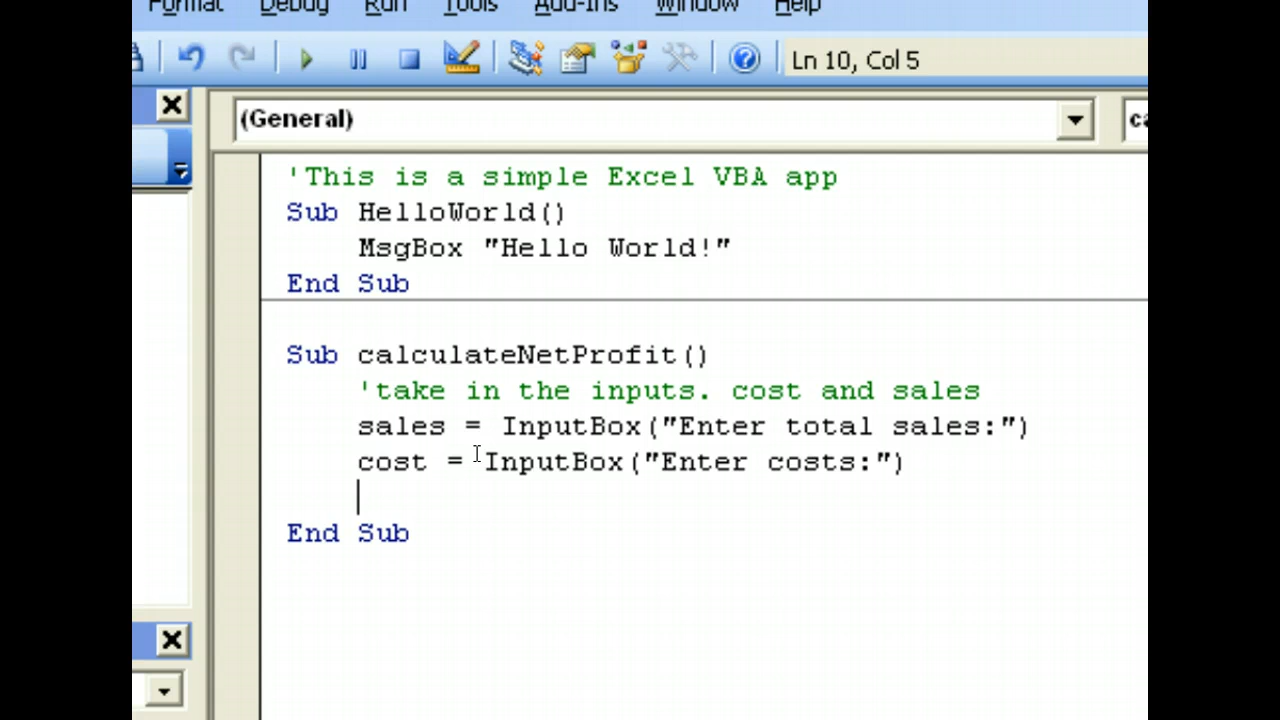 Format Debug Run Tools Add-Ins Window Help
Ln 10, Col 5
(General)
ca
'This is a simple Excel VBA app
Sub HelloWorld()
MsgBox "Hello World!"
End Sub
Sub calculateNetProfit()
'take in the inputs. cost and sales
sales = InputBox("Enter total sales:")
cost = InputBox("Enter costs:")
End Sub